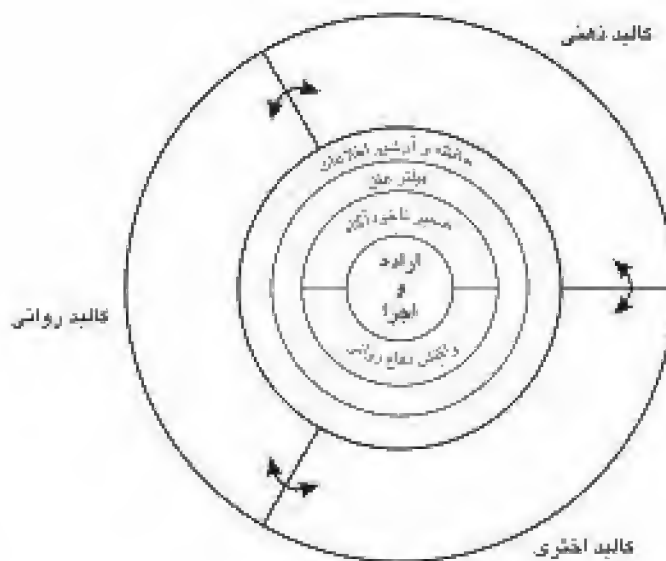 کالبد ذهنی
حافظه و آرشیو اطلاعات
فیلتر عقل
ضمیر ناخودآگاه
اراده
و
اجرا
واکنش دفاع روانی
کالبد روانی
کالبد اختری